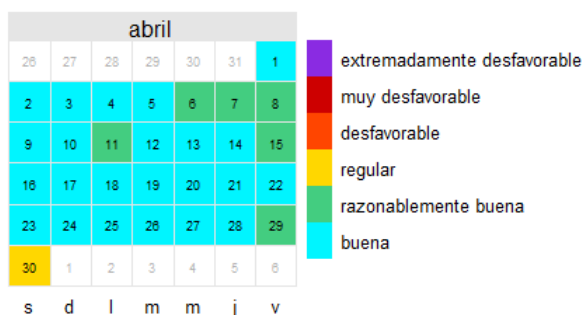 abril
26 27 28 29 30 31 1
2 3 4 5 6 7 8
9 10 11 12 13 14 15
16 17 18 19 20 21 22
23 24 25 26 27 28 29
30 1 2 3 4 5 6
s d l m m j v
extremadamente desfavorable
muy desfavorable
desfavorable
regular
razonablemente buena
buena